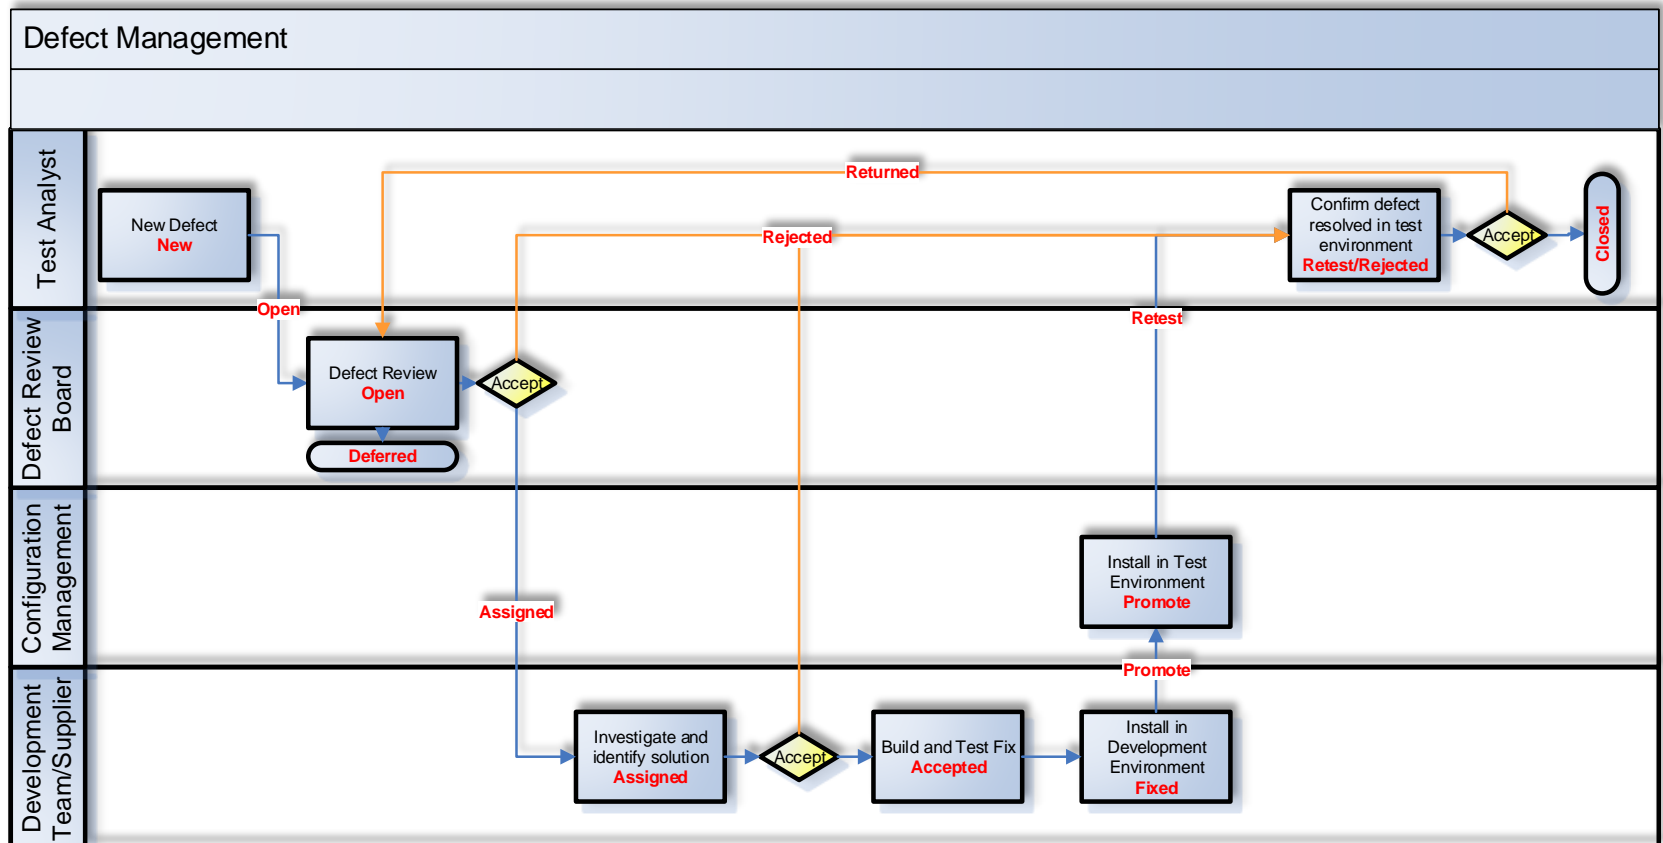 Defect Management
Test Analyst
New Defect
New
Returned
Rejected
Confirm defect
resolved in test
environment
Retest/Rejected
Accept
Closed
Open
Retest
Defect Review
Board
Defect Review
Open
Accept
Deferred
Configuration
Management
Install in Test
Environment
Promote
Assigned
Promote
Development
Team/Supplier
Investigate and
identify solution
Assigned
Accept
Build and Test Fix
Accepted
Install in
Development
Environment
Fixed